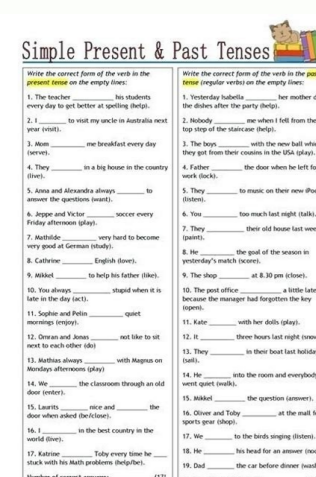 Simple Present & Past Tenses
Write the correct form of the verb in the
present tense on the empty lines:
1. The teacher __________ his students
every day to get better at spelling (help).
2. I ________ to visit my uncle in Australia next
year (visit).
3. Mom ________ me breakfast every day
(serve).
4. They ________ in a big house in the country
(live).
5. Anna and Alexandra always _______ to
answer the questions (want).
6. Jeppe and Victor _______ soccer every
Friday afternoon (play).
7. Mathilde __________ very hard to become
very good at German (study).
8. Cathrine ________ English (love).
9. Mikkel ________ to help his father (like).
10. You always __________ stupid when it is
late in the day (act).
11. Sophie and Pelin ________ quiet
mornings (enjoy).
12. Omran and Jonas ________ not like to sit
next to each other (do)
13. Mathias always ________ with Magnus on
Mondays afternoons (play)
14. We ________ the classroom through an old
door (enter).
15. Laurits _______ nice and ________ the
door when asked (be/close).
16. I ________ in the best country in the
world (live).
17. Katrine ________ Toby every time he ____
stuck with his Math problems (help/be).
Write the correct form of the verb in the
tense (regular verbs) on the empty lines:
1. Yesterday Isabella ________ her mother
the dishes after the party (help).
2. Nobody ________ me when I fell from the
top step of the staircase (help).
3. The boys ________ with the new ball
they got from their cousins in the USA (play).
4. Father ________ the door when he left
work (lock).
5. They ________ to music on their new
(listen).
6. You ________ too much last night (talk).
7. They ________ their old house last
(paint).
8. He ________ the goal of the season in
yesterday's match (score).
9. The shop ________ at 8.30 pm (close).
10. The post office ________ a little
because the manager had forgotten the key
(open).
11. Kate ________ with her dolls (play).
12. It ________ three hours last night
13. They ________ in their boat last
(sail).
14. He ________ into the room and
went quiet (walk).
15. Mikkel ________ the question (answer).
16. Oliver and Toby ________ at the mall
sports gear (shop).
17. We ________ to the birds singing (listen).
18. He ________ his head for an answer
19. Dad ________ the car before dinner